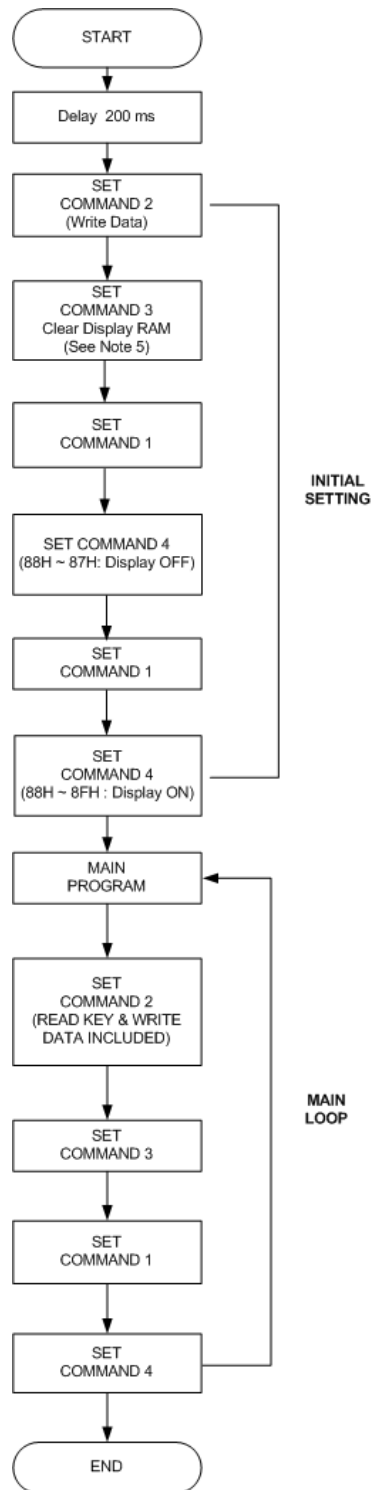 START
Delay 200 ms
SET
COMMAND 2
(Write Data)
SET
COMMAND 3
Clear Display RAM
(See Note 5)
SET
COMMAND 1
INITIAL
SETTING
SET COMMAND 4
(88H ~ 87H: Display OFF)
SET
COMMAND 1
SET
COMMAND 4
(88H ~ 8FH : Display ON)
MAIN
PROGRAM
SET
COMMAND 2
(READ KEY & WRITE
DATA INCLUDED)
MAIN
LOOP
SET
COMMAND 3
SET
COMMAND 1
SET
COMMAND 4
END